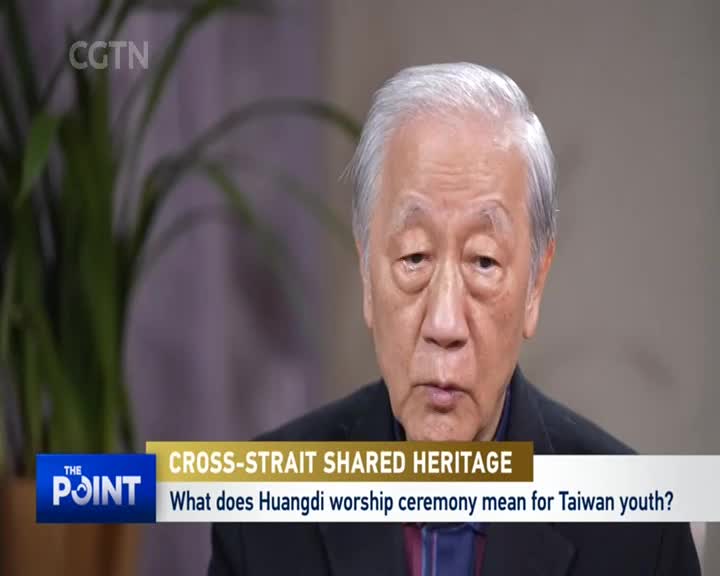 CGTN
CROSS-STRAIT SHARED HERITAGE
THE
POINT
What does Huangdi worship ceremony mean for Taiwan youth?